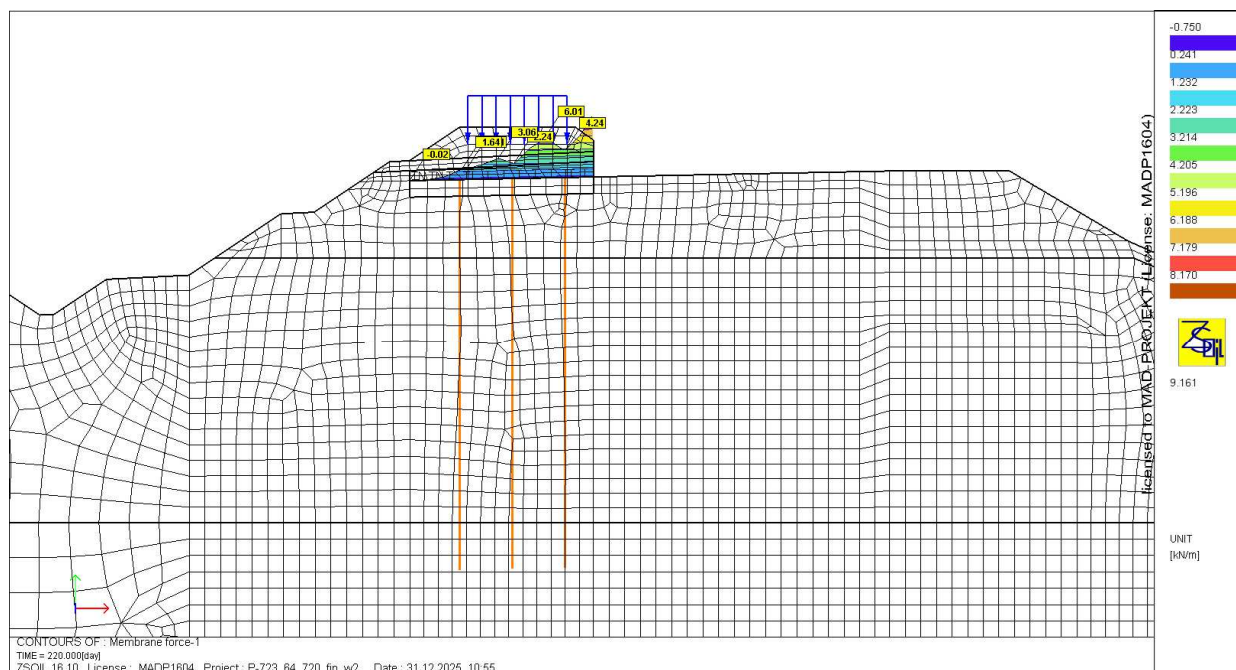 -0.750
0.241
1.232
2.223
3.214
4.205
5.196
6.188
7.179
8.170
9.161
6.01
4.24
3.06
2.24
1.64
-0.02
licensed to MAD-PROJEKT (License: MADP1604)
UNIT
[kN/m]
CONTOURS OF : Membrane force-1
TIME = 220.000[day]
ZSOIL 16.10 License : MADP1604 Project : P-723_64_720_fin_w2 Date : 31.12.2025 10:55